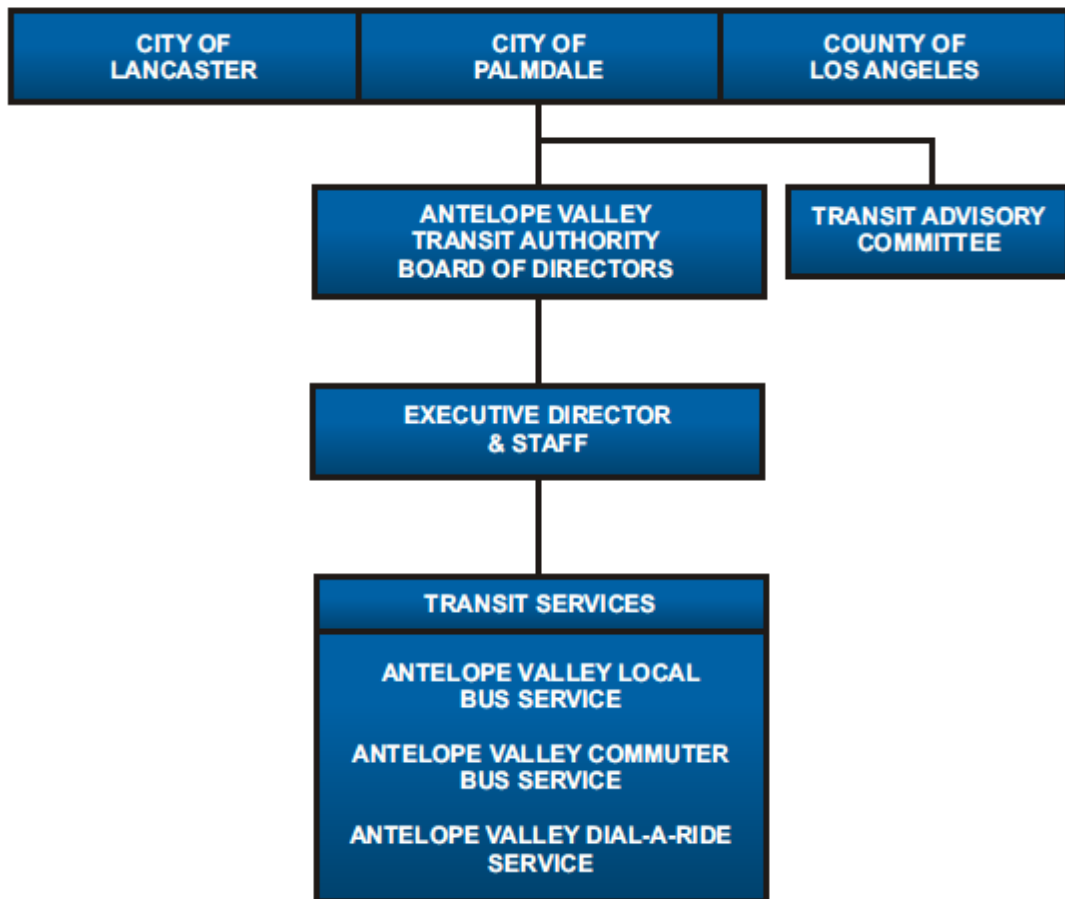 CITY OF
LANCASTER
CITY OF
PALMDALE
COUNTY OF
LOS ANGELES
ANTELOPE VALLEY
TRANSIT AUTHORITY
BOARD OF DIRECTORS
TRANSIT ADVISORY
COMMITTEE
EXECUTIVE DIRECTOR
& STAFF
TRANSIT SERVICES
ANTELOPE VALLEY LOCAL
BUS SERVICE
ANTELOPE VALLEY COMMUTER
BUS SERVICE
ANTELOPE VALLEY DIAL-A-RIDE
SERVICE